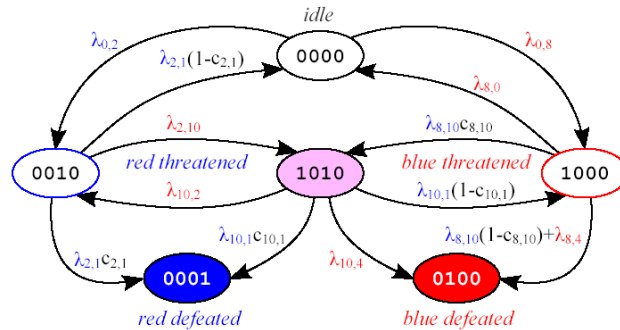 idle
λ0,2
λ2,1(1-c2,1)
0000
λ0,8
λ8,0
λ2,10
λ8,10c8,10
0010
red threatened
1010
blue threatened
1000
λ10,2
λ10,1(1-c10,1)
λ2,1c2,1
λ10,1c10,1
λ10,4
λ8,10(1-c8,10)+λ8,4
0001
0100
red defeated
blue defeated